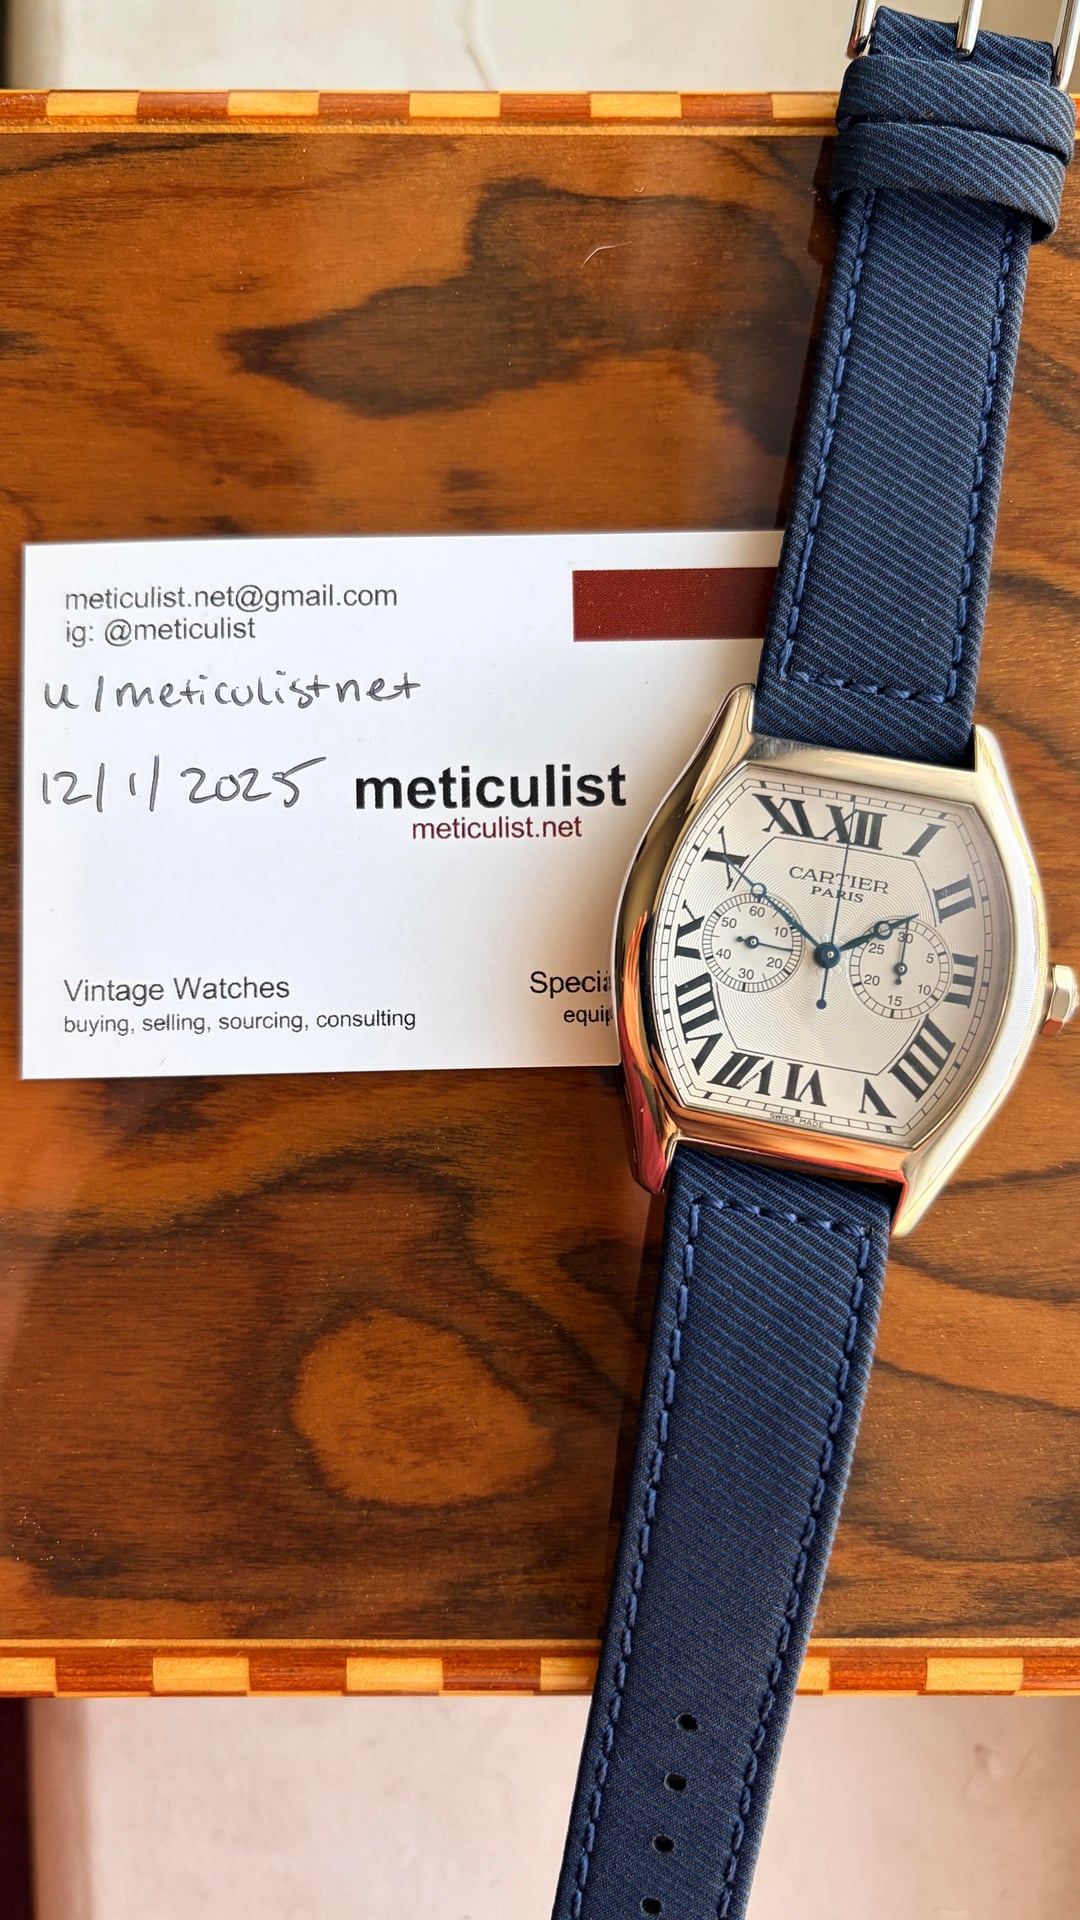 meticulist.net@gmail.com
ig: @meticulist
u/meticulistnet
12/1/2025
meticulist
meticulist.net
Vintage Watches
buying, selling, sourcing, consulting
XI XII I
X II
CARTIER
PARIS
IX III
60
50 10
40 20
30
30
25 5
20 10
15
VIII IIII
VII VI V
SWISS MADE